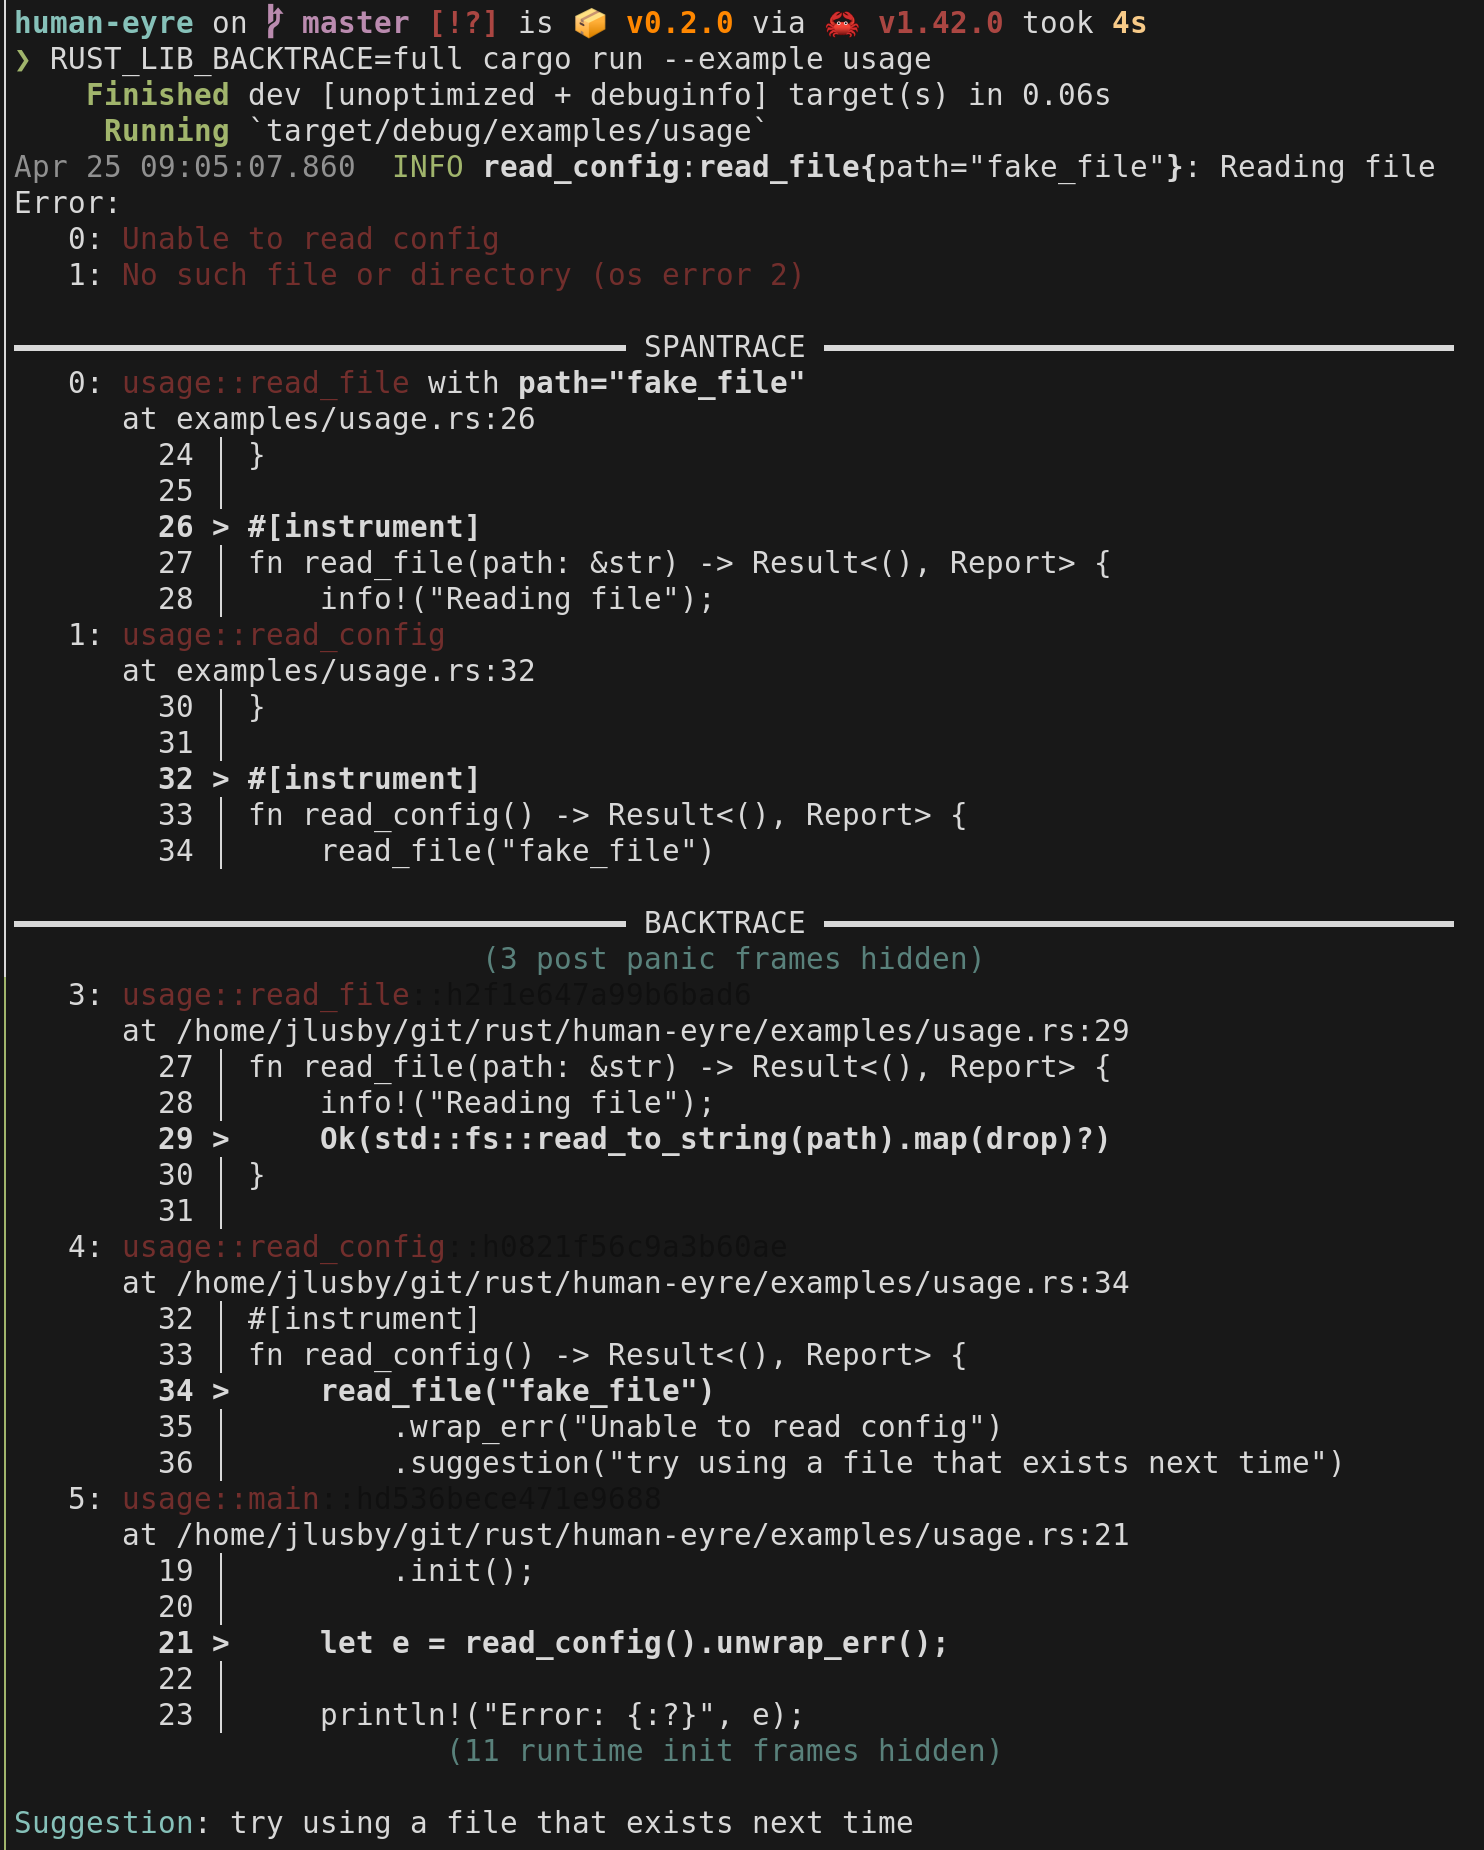 human-eyre on master [!?] is 📦 v0.2.0 via 🦀 v1.42.0 took 4s
❯ RUST_LIB_BACKTRACE=full cargo run --example usage
    Finished dev [unoptimized + debuginfo] target(s) in 0.06s
     Running `target/debug/examples/usage`
Apr 25 09:05:07.860  INFO read_config:read_file{path="fake_file"}: Reading file
Error:
   0: Unable to read config
   1: No such file or directory (os error 2)
━━━━━━━━━━━━━━━━━━━━━━━━━━━━━━━━━━ SPANTRACE ━━━━━━━━━━━━━━━━━━━━━━━━━━━━━━━━━━━
   0: usage::read_file with path="fake_file"
      at examples/usage.rs:26
        24 │ }
        25 │
        26 > #[instrument]
        27 │ fn read_file(path: &str) -> Result<(), Report> {
        28 │     info!("Reading file");
   1: usage::read_config
      at examples/usage.rs:32
        30 │ }
        31 │
        32 > #[instrument]
        33 │ fn read_config() -> Result<(), Report> {
        34 │     read_file("fake_file")
━━━━━━━━━━━━━━━━━━━━━━━━━━━━━━━━━━ BACKTRACE ━━━━━━━━━━━━━━━━━━━━━━━━━━━━━━━━━━━
                          (3 post panic frames hidden)
   3: usage::read_file::h2f1e647a99b6bad6
      at /home/jlusby/git/rust/human-eyre/examples/usage.rs:29
        27 │ fn read_file(path: &str) -> Result<(), Report> {
        28 │     info!("Reading file");
        29 >     Ok(std::fs::read_to_string(path).map(drop)?)
        30 │ }
        31 │
   4: usage::read_config::h0821f56c9a3b60ae
      at /home/jlusby/git/rust/human-eyre/examples/usage.rs:34
        32 │ #[instrument]
        33 │ fn read_config() -> Result<(), Report> {
        34 >     read_file("fake_file")
        35 │         .wrap_err("Unable to read config")
        36 │         .suggestion("try using a file that exists next time")
   5: usage::main::hd536bece471e9688
      at /home/jlusby/git/rust/human-eyre/examples/usage.rs:21
        19 │         .init();
        20 │
        21 >     let e = read_config().unwrap_err();
        22 │
        23 │     println!("Error: {:?}", e);
                        (11 runtime init frames hidden)
Suggestion: try using a file that exists next time